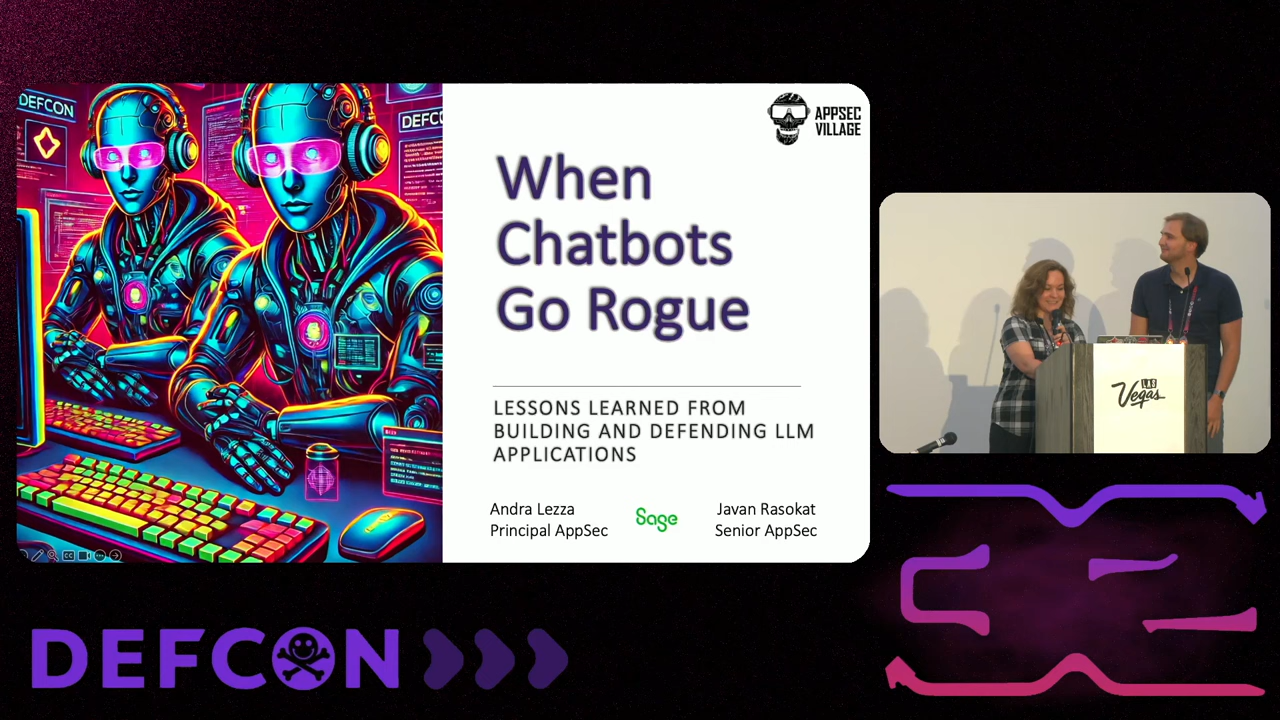 DEFCON
DEFC
APPSEC
VILLAGE
When
Chatbots
Go Rogue
LESSONS LEARNED FROM
BUILDING AND DEFENDING LLM
APPLICATIONS
Andra Lezza
Principal AppSec
Sage
Javan Rasokat
Senior AppSec
LAS
Vegas
DEFCON